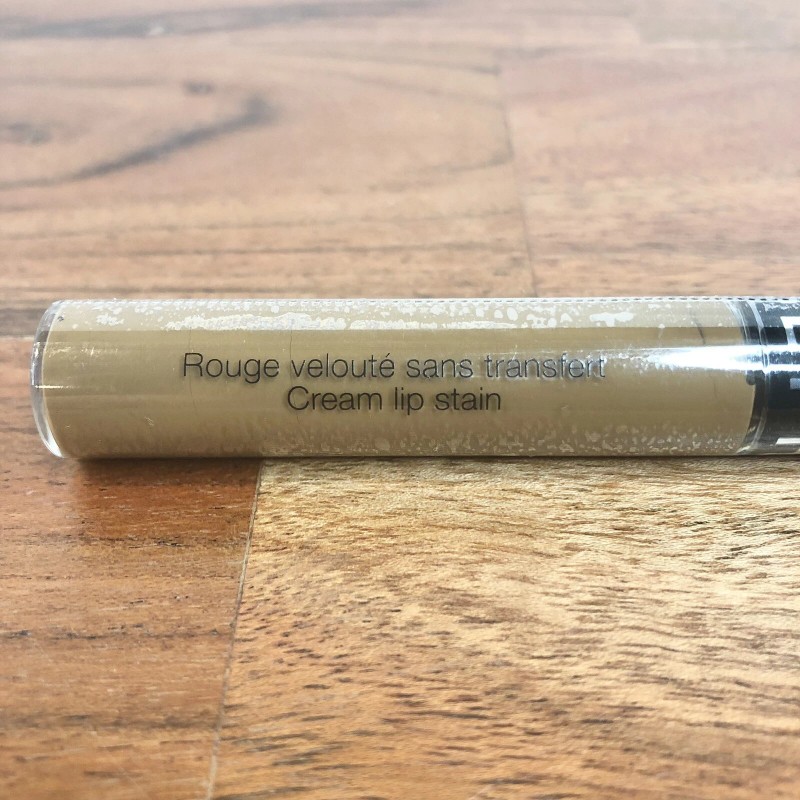 Rouge velouté sans transfert
Cream lip stain